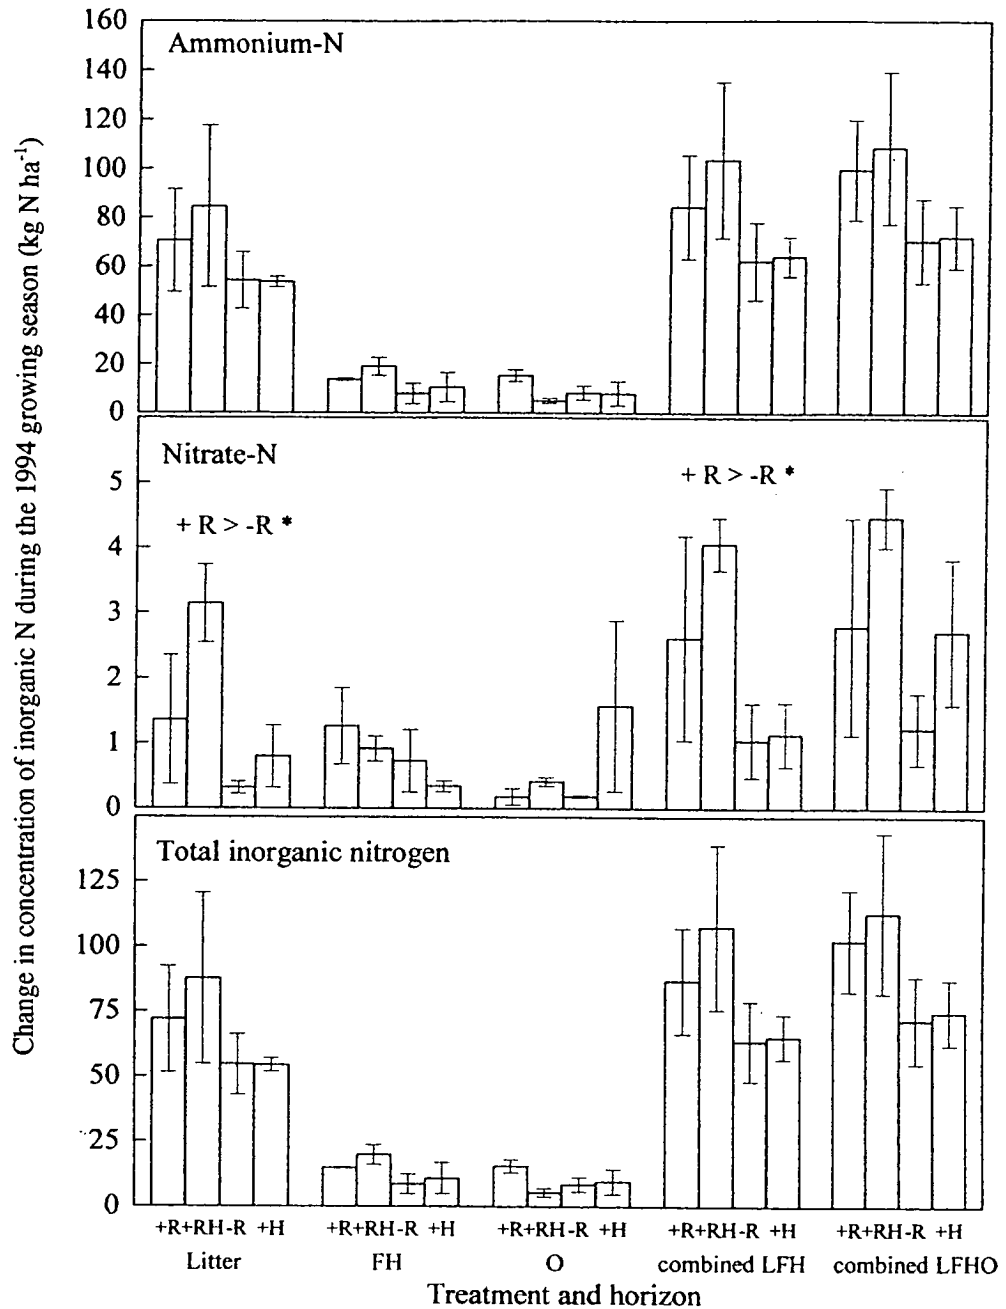 Change in concentration of inorganic N during the 1994 growing season (kg N ha⁻¹)
160
Ammonium-N
140
120
100
80
60
40
20
0
Nitrate-N
5
+ R > -R *
+ R > -R *
4
3
2
1
0
Total inorganic nitrogen
125
100
75
50
25
0
+R+RH-R +H +R+RH-R +H +R+RH-R +H +R+RH-R +H +R+RH-R +H
Litter FH O combined LFH combined LFHO
Treatment and horizon